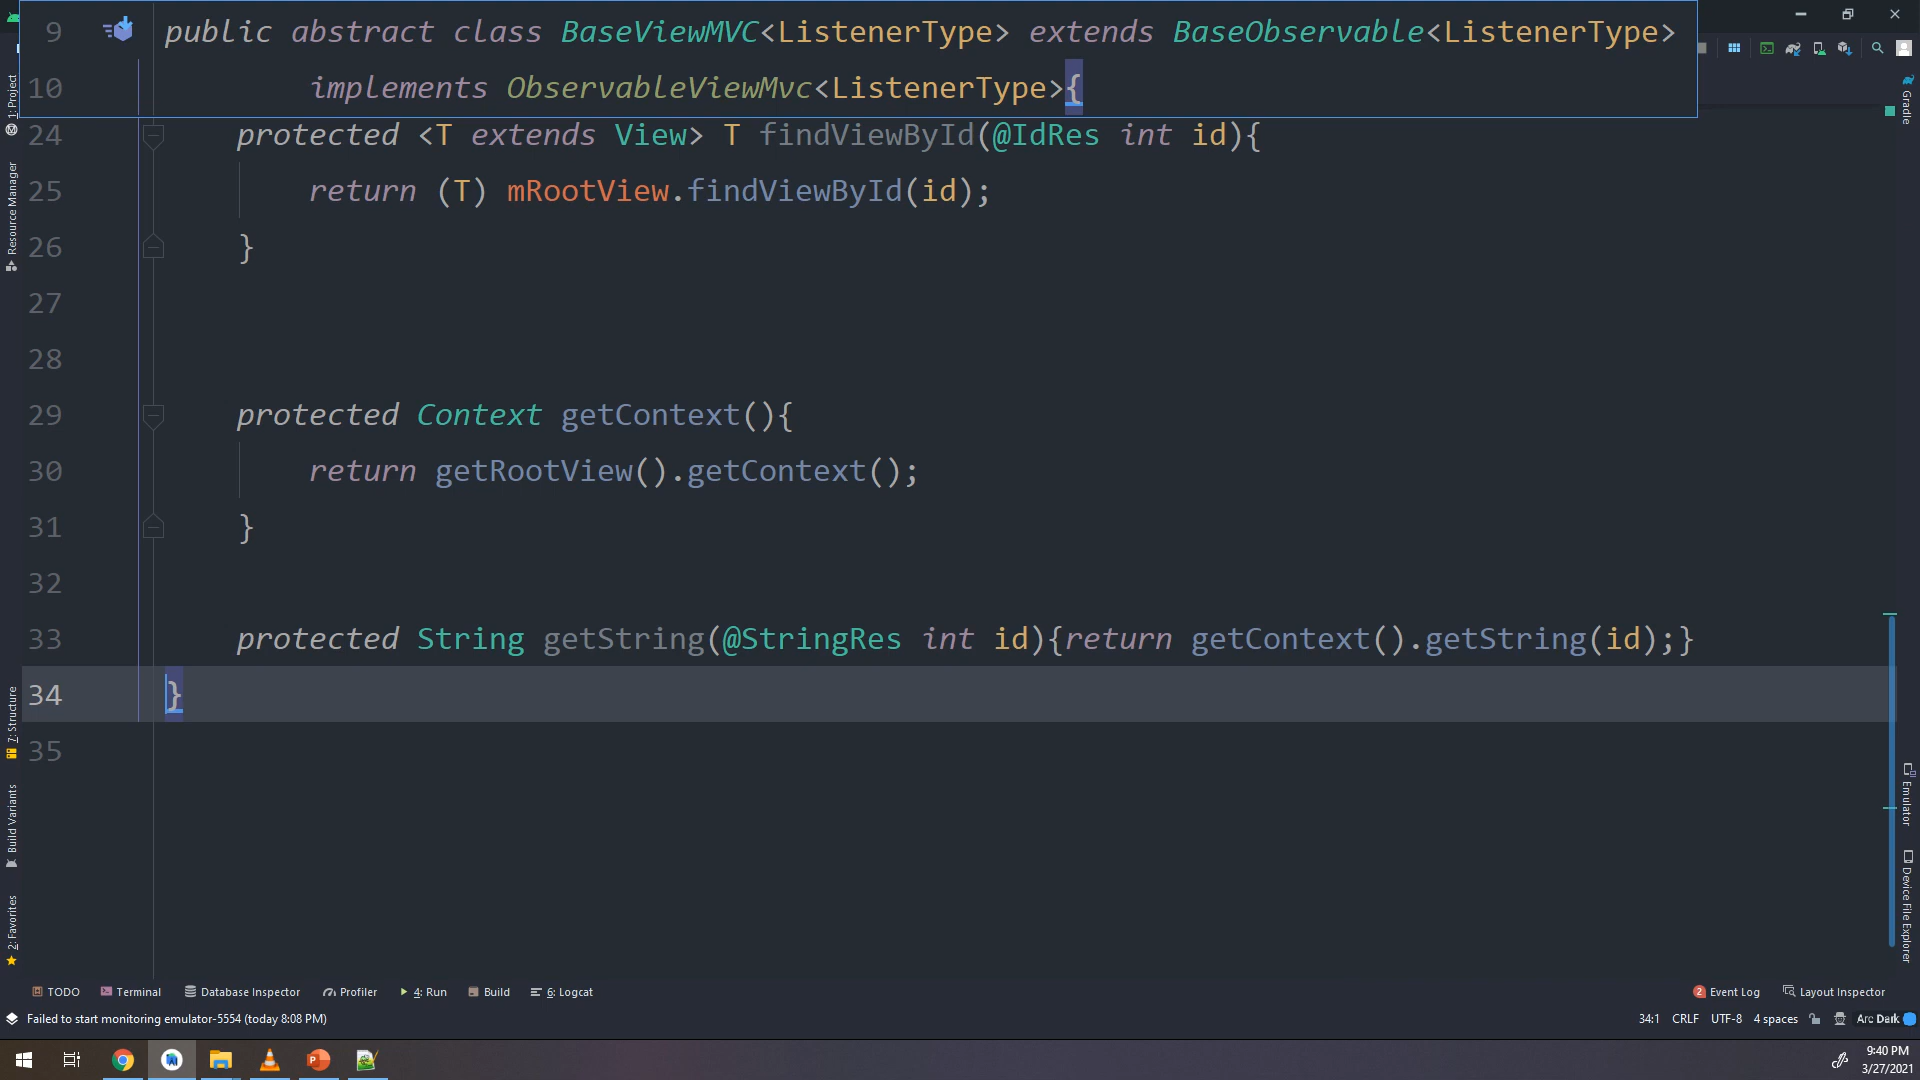 9 public abstract class BaseViewMVC<ListenerType> extends BaseObservable<ListenerType>
10 implements ObservableViewMvc<ListenerType>{
24 protected <T extends View> T findViewById(@IdRes int id){
25 return (T) mRootView.findViewById(id);
26 }
27
28
29 protected Context getContext(){
30 return getRootView().getContext();
31 }
32
33 protected String getString(@StringRes int id){return getContext().getString(id);}
34 }
35
1: Project
Resource Manager
7: Structure
Build Variants
2: Favorites
Gradle
Emulator
Device File Explorer
TODO Terminal Database Inspector Profiler 4: Run Build 6: Logcat 2 Event Log Layout Inspector
Failed to start monitoring emulator-5554 (today 8:08 PM) 34:1 CRLF UTF-8 4 spaces Arc Dark
9:40 PM
3/27/2021